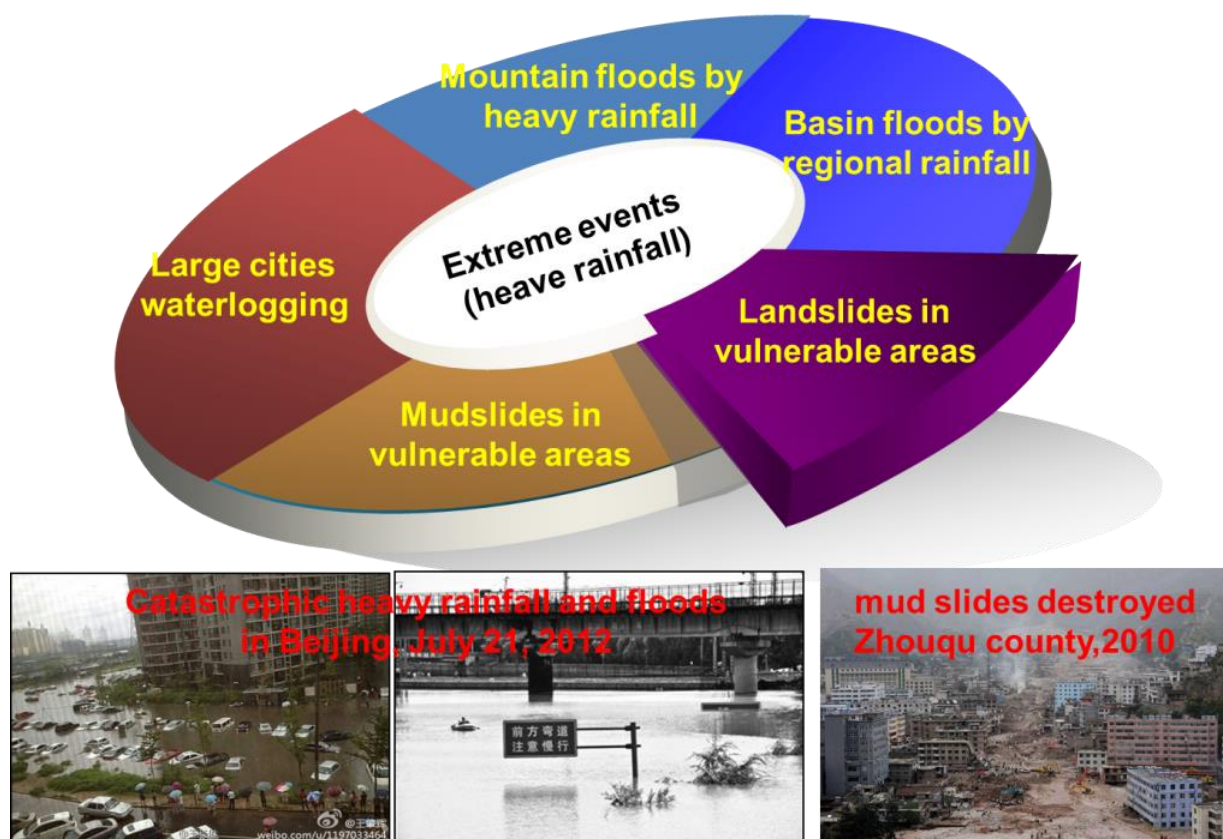 Mountain floods by
heavy rainfall
Basin floods by
regional rainfall
Extreme events
(heave rainfall)
Large cities
waterlogging
Landslides in
vulnerable areas
Mudslides in
vulnerable areas
Catastrophic heavy rainfall and floods
in Beijing, July 21, 2012
mud slides destroyed
Zhouqu county,2010
前方弯道
注意慢行
weibo.com/u/1197033464